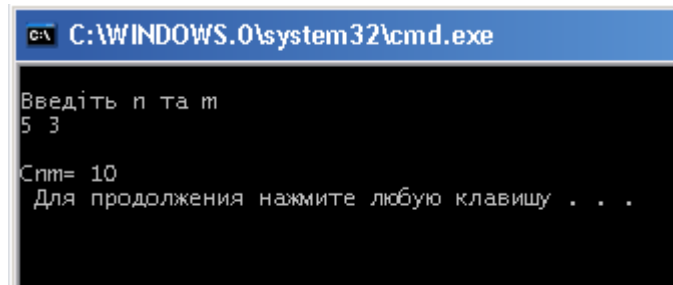 C:\WINDOWS.0\system32\cmd.exe
Введіть n та m
5 3
Cnm= 10
Для продолжения нажмите любую клавишу . . .